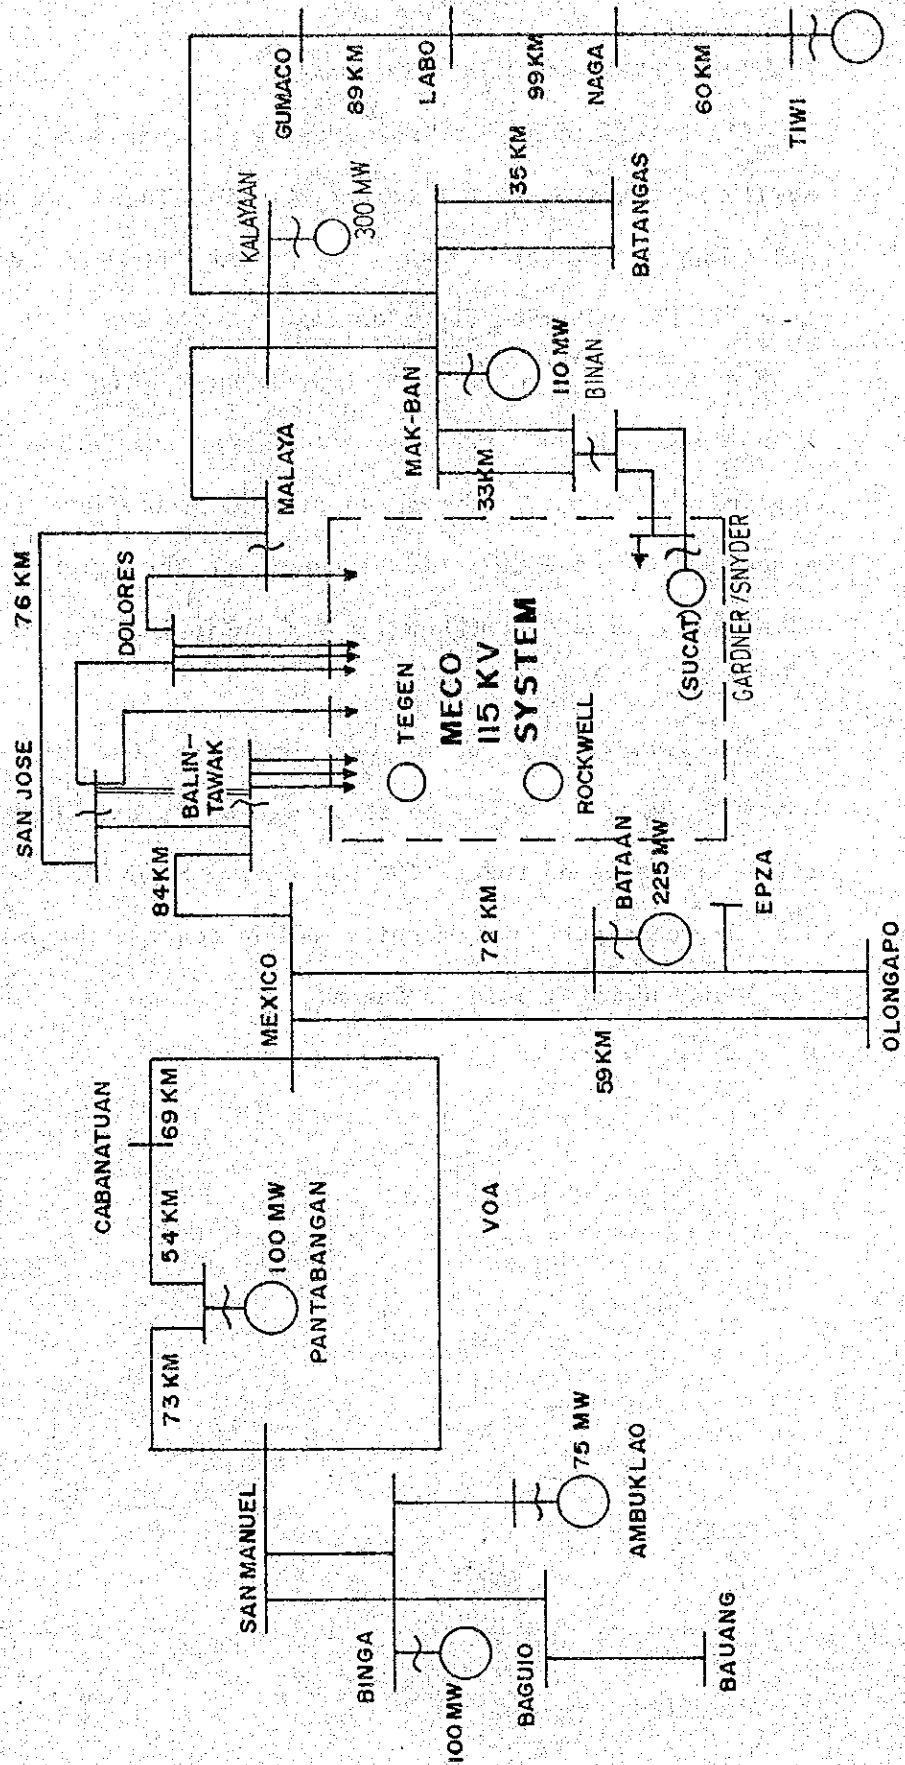 GUMACO
89 KM
LABO
99 KM
NAGA
60 KM
TIWI
KALAYAAN
300 MW
35 KM
BATANGAS
MAK-BAN
110 MW
BINAN
33KM
MALAYA
76 KM
DOLORES
SAN JOSE
BALIN-
TAWAK
84KM
TEGEN
MECO
115 KV
SYSTEM
ROCKWELL
(SUCAT)
GARDNER/SNYDER
MEXICO
72 KM
BATAAN
225 MW
EPZA
59KM
OLONGAPO
CABANATUAN
69 KM
54 KM
100 MW
PANTABANGAN
73 KM
VOA
SAN MANUEL
75 MW
AMBUKLAO
BINGA
100 MW
BAGUIO
BAUANG